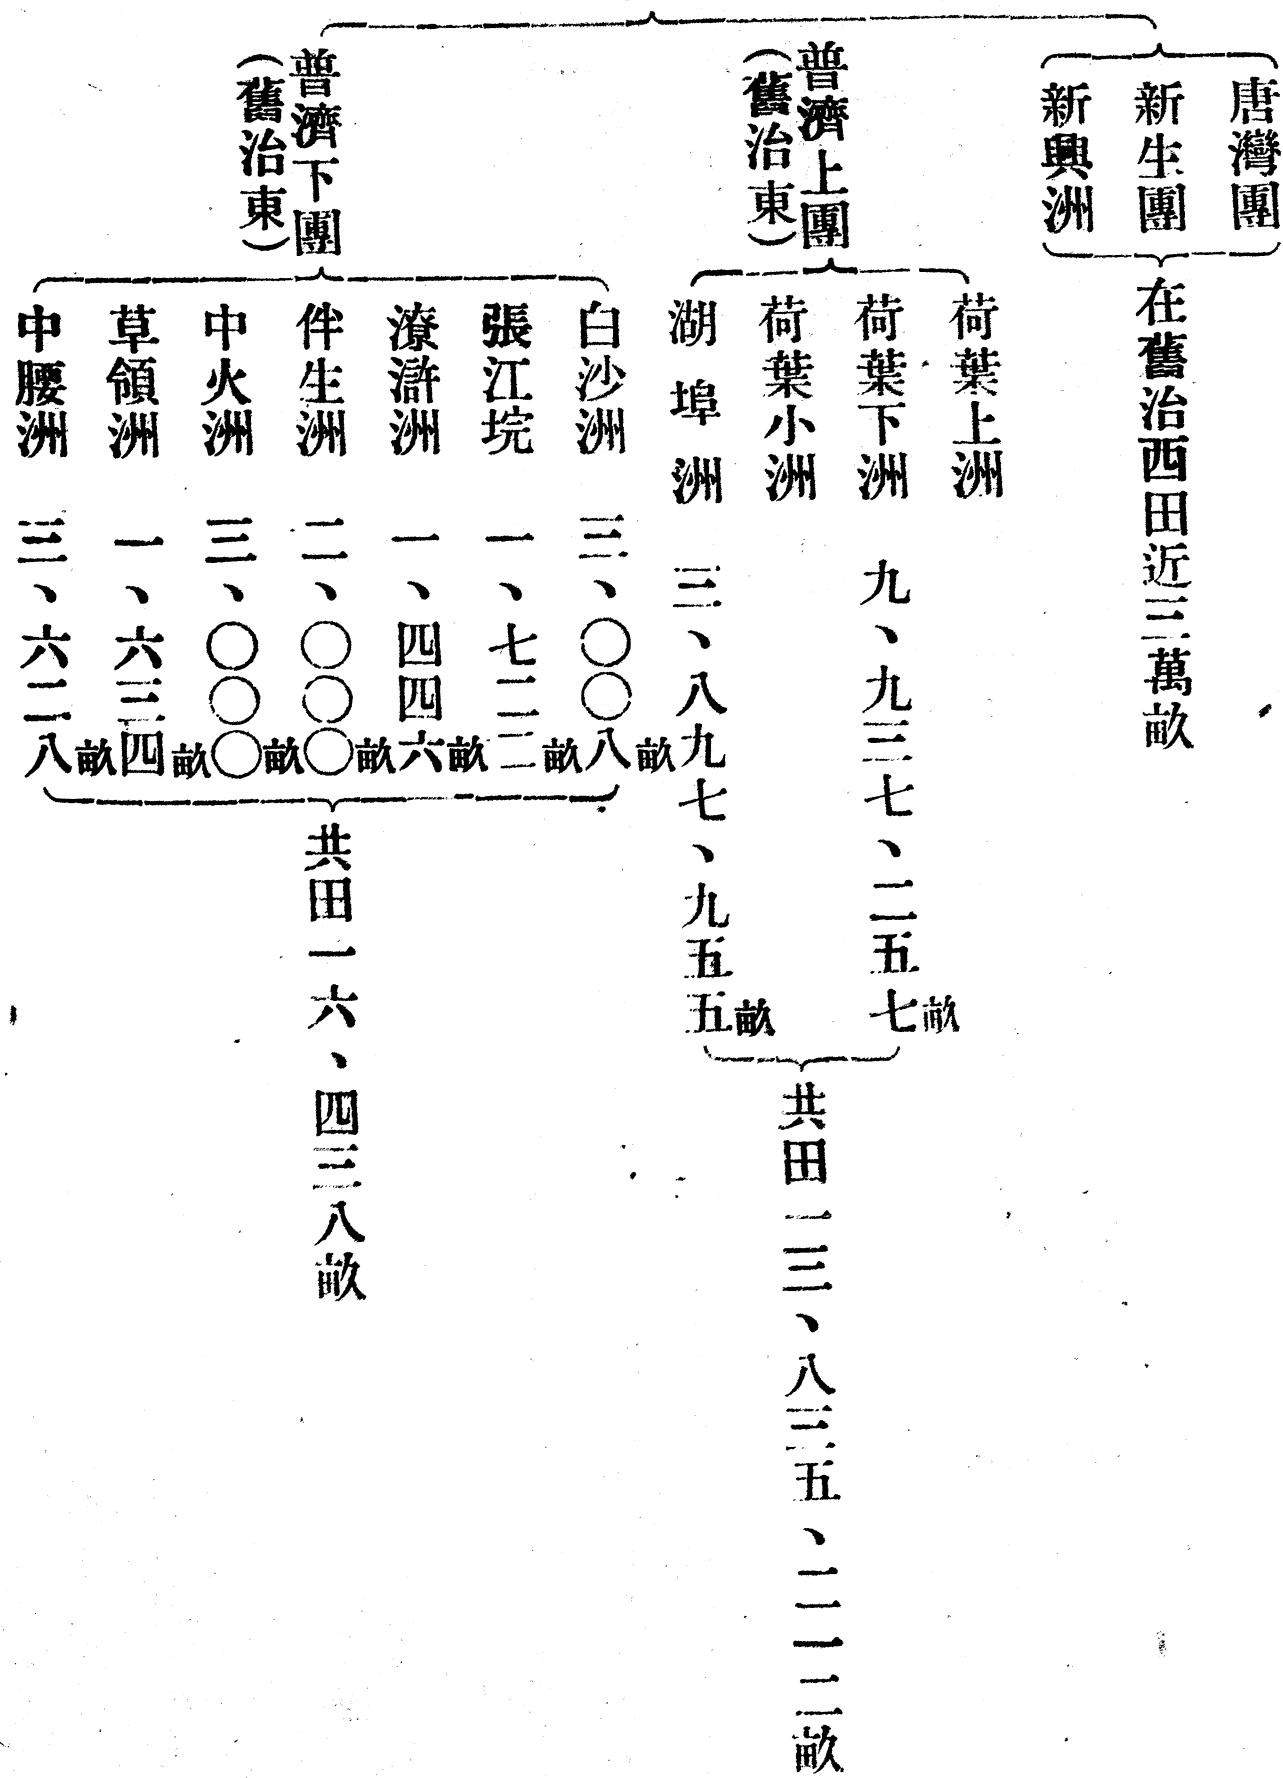 唐灣團
新生團
新興洲
在舊治西田近三萬畝
普濟上團
(舊治東)
荷葉上洲
荷葉下洲
九、九三七、二五七畝
荷葉小洲
湖埠洲
三、八九七、九五五畝
共田一三、八三五、二一二畝
普濟下團
(舊治東)
白沙洲
三、〇〇八畝
張江垸
一、七二二畝
潦滸洲
一、四四六畝
伴生洲
二、〇〇〇畝
中火洲
三、〇〇〇畝
草領洲
一、六三四畝
中腰洲
三、六二八畝
共田一六、四三八畝